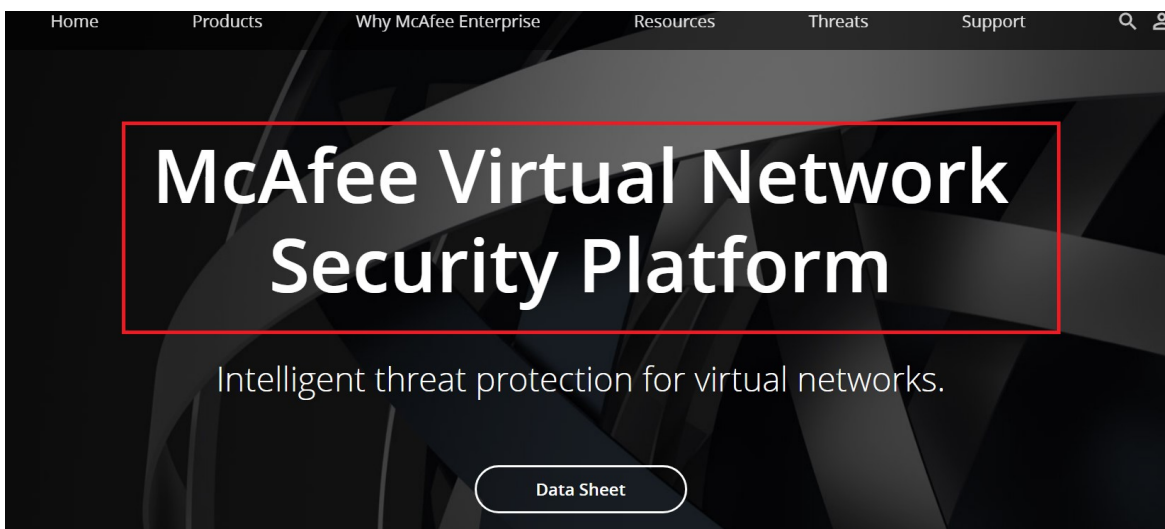 Home Products Why McAfee Enterprise Resources Threats Support
McAfee Virtual Network
Security Platform
Intelligent threat protection for virtual networks.
Data Sheet